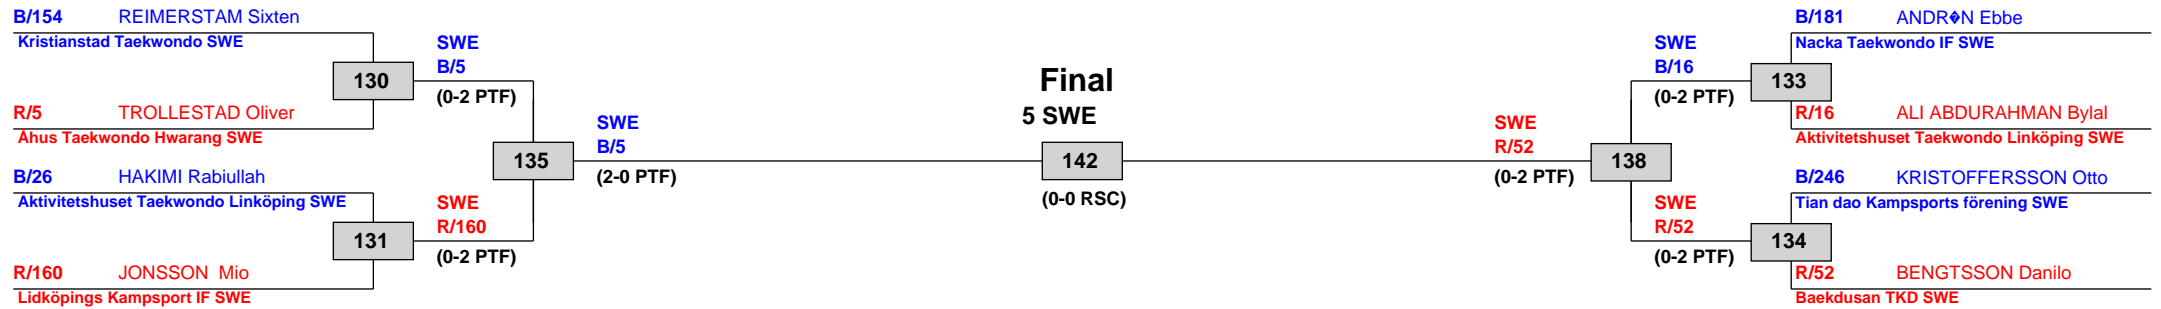 B/154 REIMERSTAM Sixten
Kristianstad Taekwondo SWE
SWE
B/5
130
(0-2 PTF)
R/5 TROLLESTAD Oliver
Åhus Taekwondo Hwarang SWE
SWE
B/5
135
(2-0 PTF)
B/26 HAKIMI Rabiullah
Aktivitetshuset Taekwondo Linköping SWE
SWE
R/160
131
(0-2 PTF)
R/160 JONSSON Mio
Lidköpings Kampsport IF SWE
Final
5 SWE
142
(0-0 RSC)
B/181 ANDR�N Ebbe
Nacka Taekwondo IF SWE
SWE
B/16
133
(0-2 PTF)
R/16 ALI ABDURAHMAN Bylal
Aktivitetshuset Taekwondo Linköping SWE
SWE
R/52
138
(0-2 PTF)
B/246 KRISTOFFERSSON Otto
Tian dao Kampsports förening SWE
SWE
R/52
134
(0-2 PTF)
R/52 BENGTSSON Danilo
Baekdusan TKD SWE